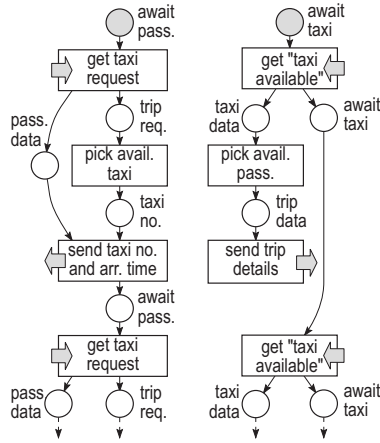 await
pass.
get taxi
request
pass.
data
trip
req.
pick avail.
taxi
taxi
no.
send taxi no.
and arr. time
await
pass.
get taxi
request
pass
data
trip
req.
await
taxi
get "taxi
available"
taxi
data
await
taxi
pick avail.
pass.
trip
data
send trip
details
get "taxi
available"
taxi
data
await
taxi